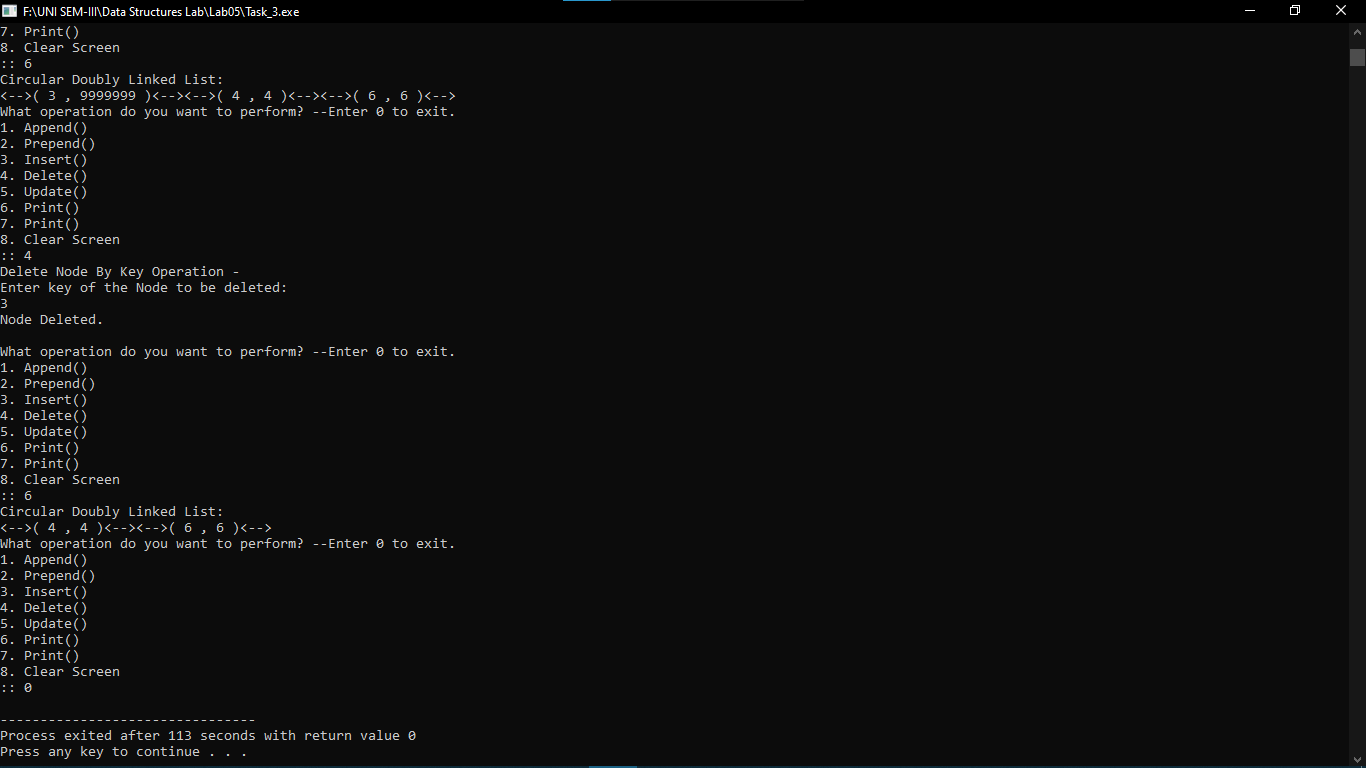 F:\UNI SEM-III\Data Structures Lab\Lab05\Task_3.exe
7. Print()
8. Clear Screen
:: 6
Circular Doubly Linked List:
<-->( 3 , 9999999 )<--><-->( 4 , 4 )<--><-->( 6 , 6 )<-->
What operation do you want to perform? --Enter 0 to exit.
1. Append()
2. Prepend()
3. Insert()
4. Delete()
5. Update()
6. Print()
7. Print()
8. Clear Screen
:: 4
Delete Node By Key Operation -
Enter key of the Node to be deleted:
3
Node Deleted.

What operation do you want to perform? --Enter 0 to exit.
1. Append()
2. Prepend()
3. Insert()
4. Delete()
5. Update()
6. Print()
7. Print()
8. Clear Screen
:: 6
Circular Doubly Linked List:
<-->( 4 , 4 )<--><-->( 6 , 6 )<-->
What operation do you want to perform? --Enter 0 to exit.
1. Append()
2. Prepend()
3. Insert()
4. Delete()
5. Update()
6. Print()
7. Print()
8. Clear Screen
:: 0

--------------------------------
Process exited after 113 seconds with return value 0
Press any key to continue . . .